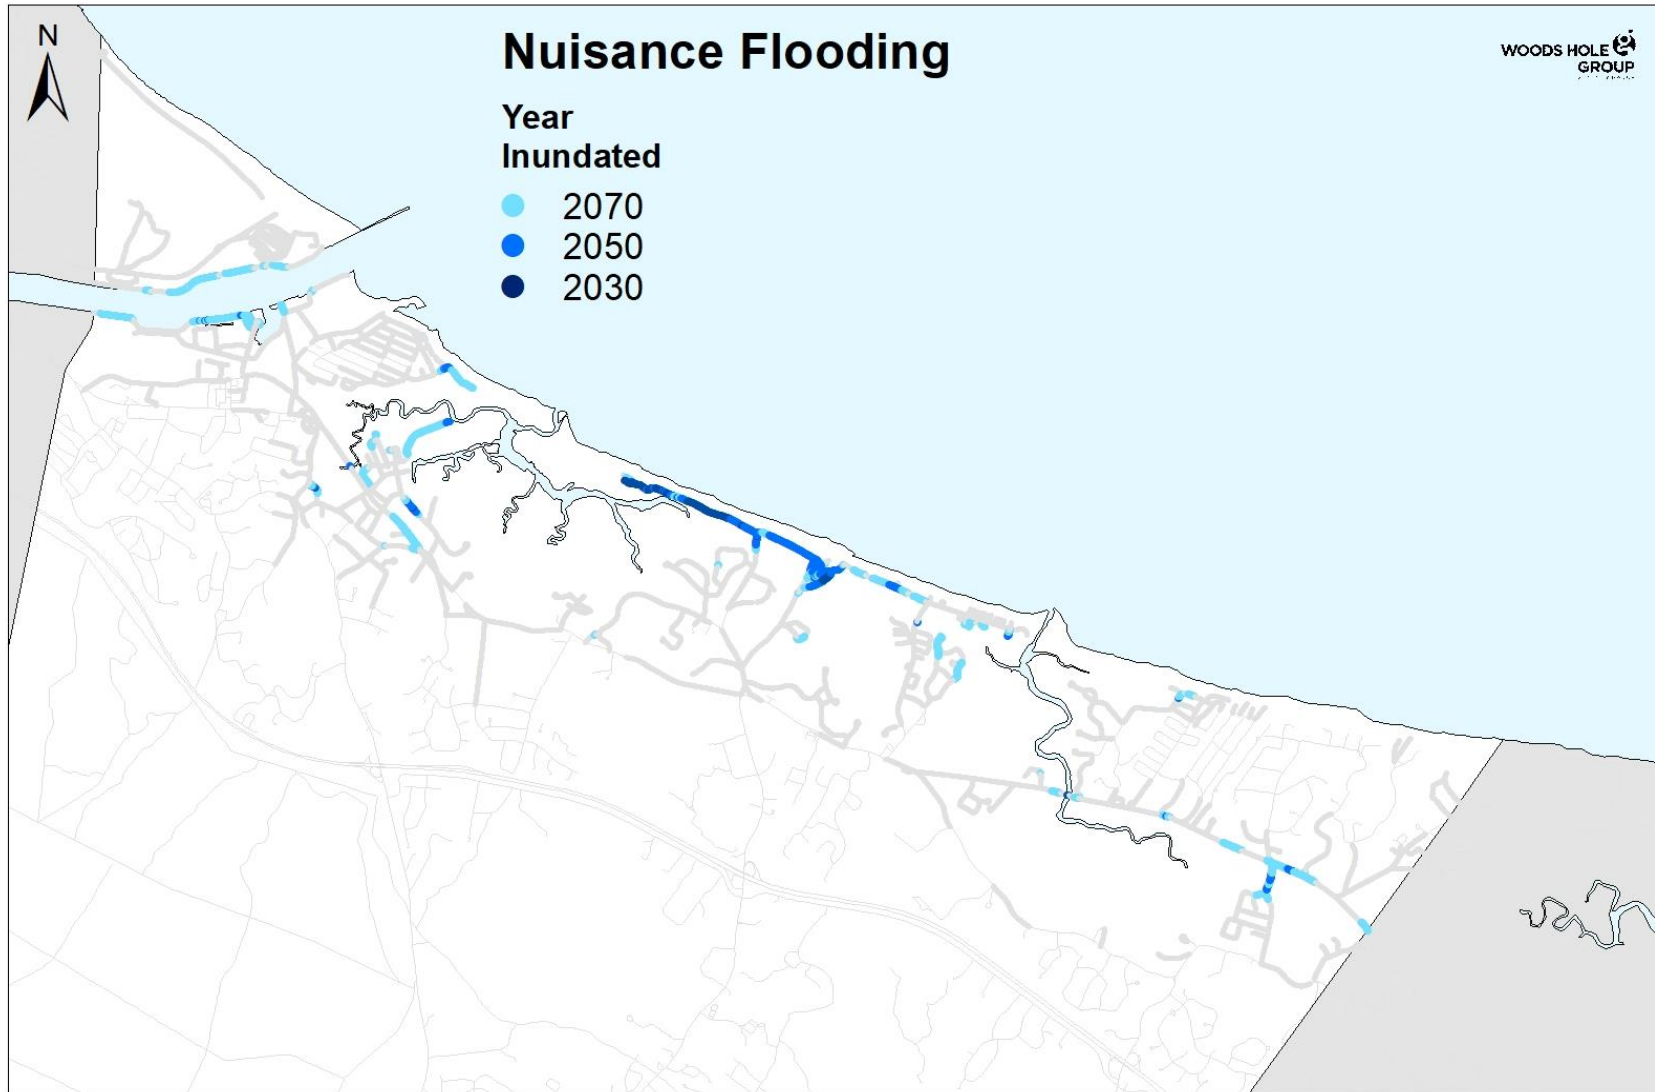 N
Nuisance Flooding
WOODS HOLE
GROUP
Year
Inundated
2070
2050
2030